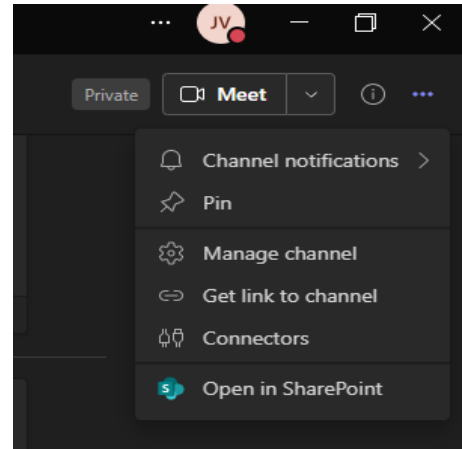 JV
Private
Meet
Channel notifications
Pin
Manage channel
Get link to channel
Connectors
S
Open in SharePoint